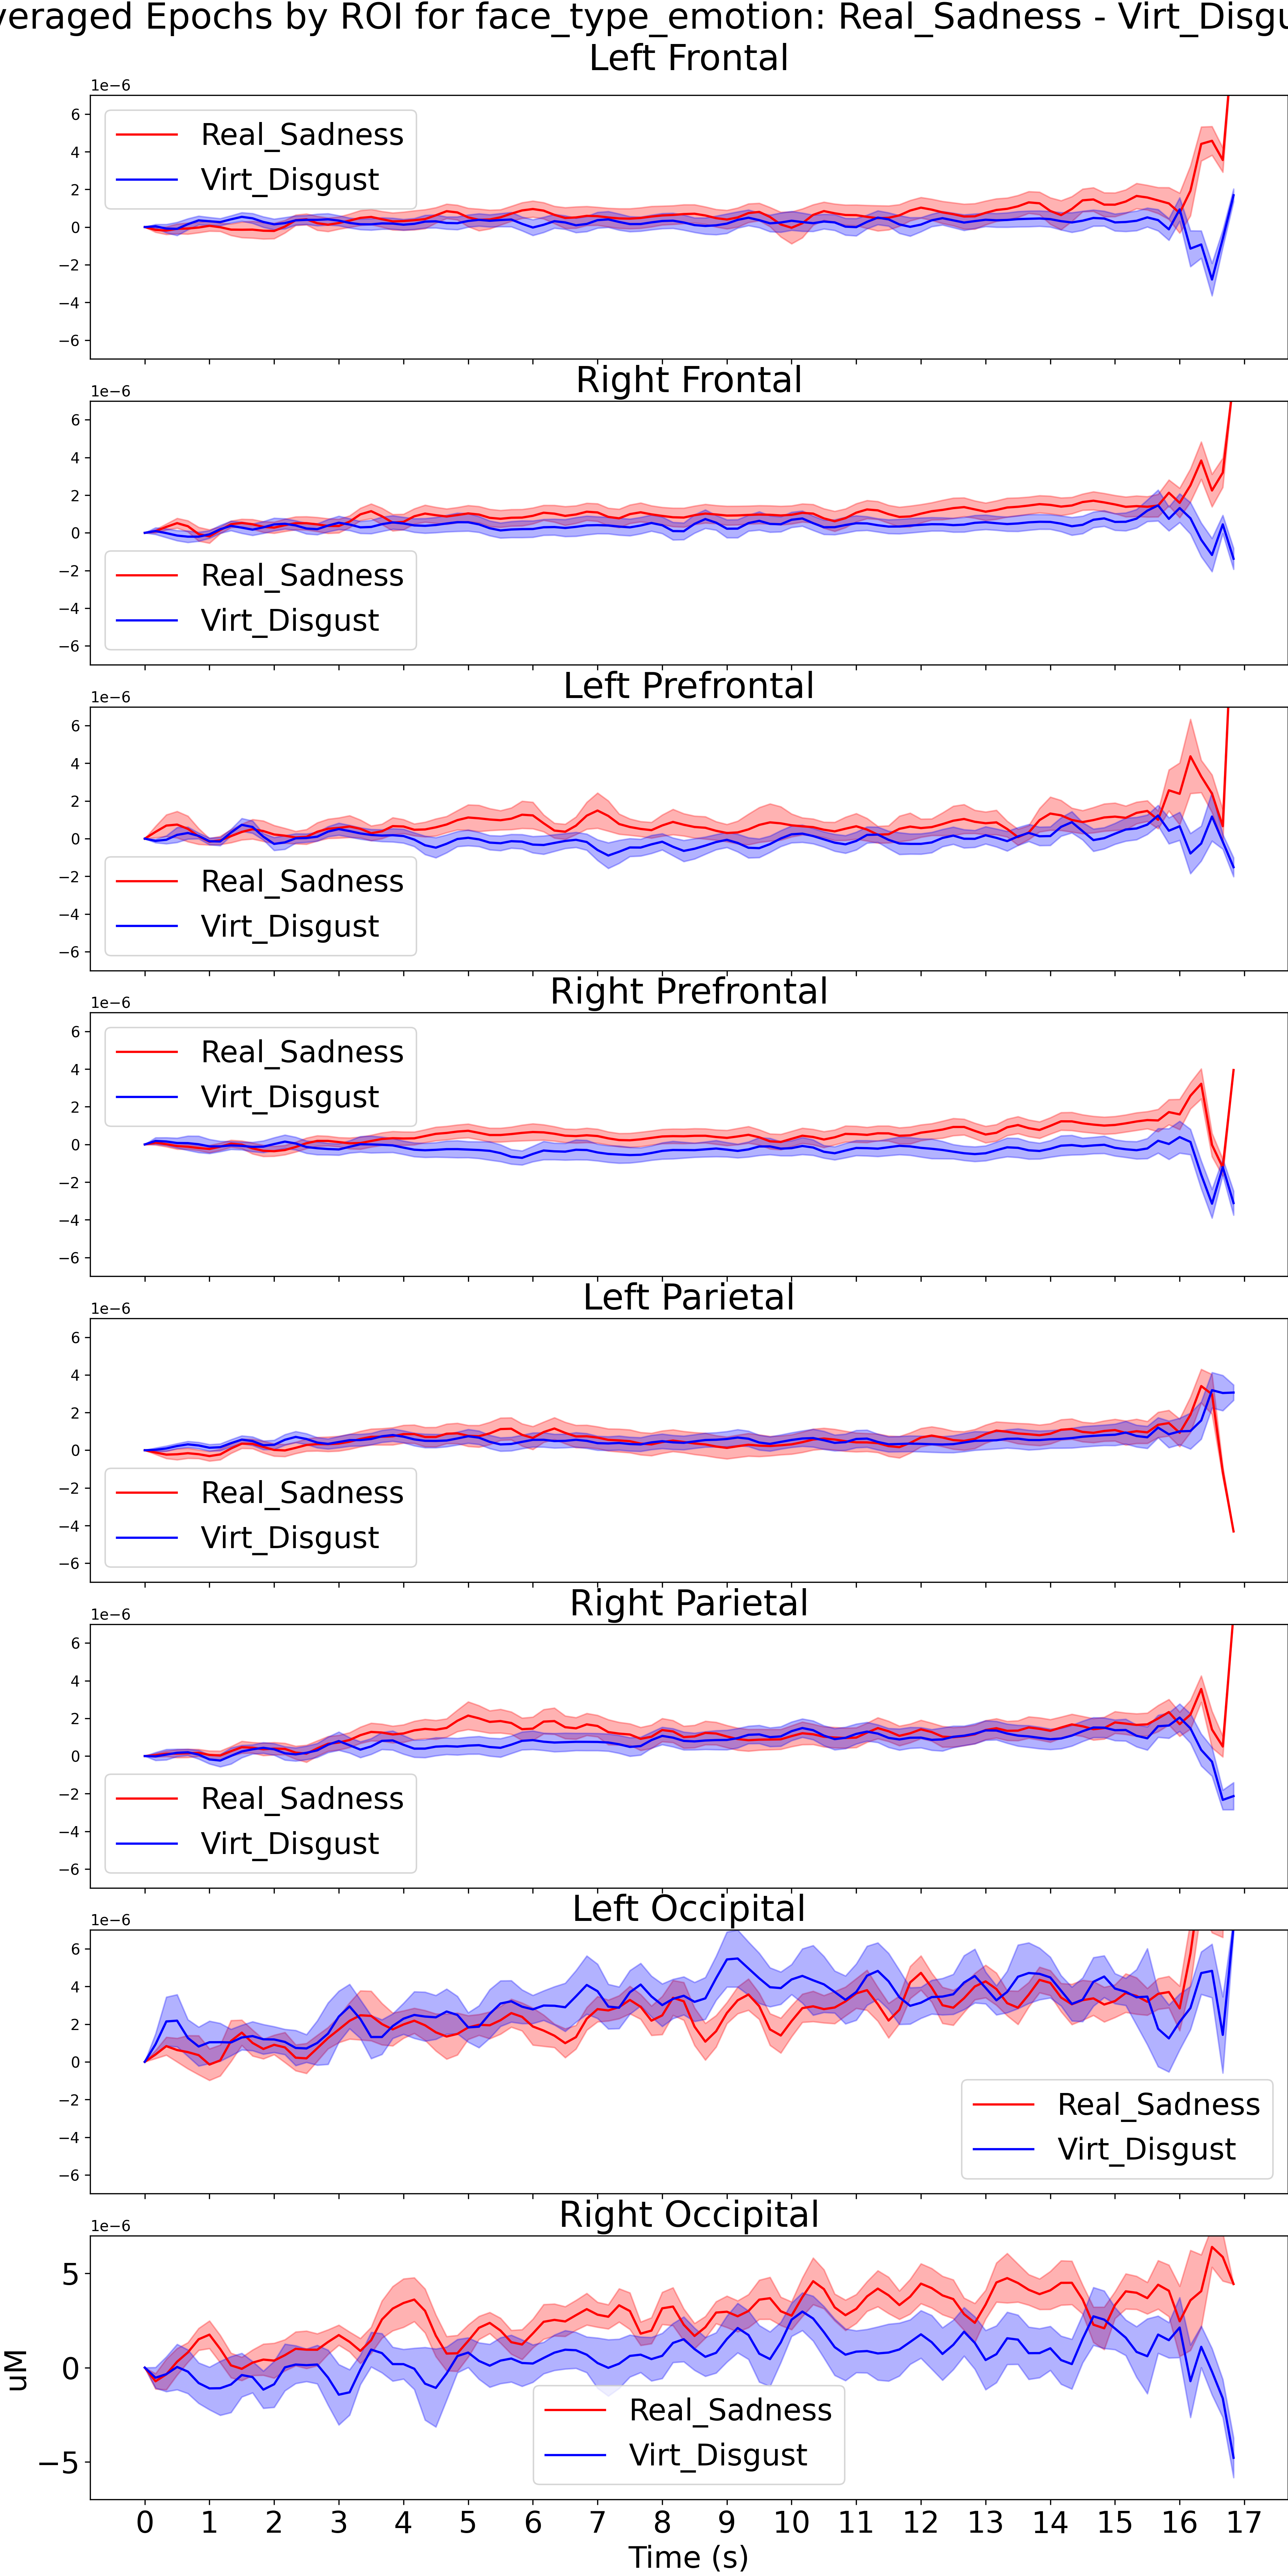 veraged Epochs by ROI for face_type_emotion: Real_Sadness - Virt_Disgu
Left Frontal
1e−6
6
4
2
0
−2
−4
−6
Real_Sadness
Virt_Disgust
Right Frontal
1e−6
6
4
2
0
−2
−4
−6
Real_Sadness
Virt_Disgust
Left Prefrontal
1e−6
6
4
2
0
−2
−4
−6
Real_Sadness
Virt_Disgust
Right Prefrontal
1e−6
6
4
2
0
−2
−4
−6
Real_Sadness
Virt_Disgust
Left Parietal
1e−6
6
4
2
0
−2
−4
−6
Real_Sadness
Virt_Disgust
Right Parietal
1e−6
6
4
2
0
−2
−4
−6
Real_Sadness
Virt_Disgust
Left Occipital
1e−6
6
4
2
0
−2
−4
−6
Real_Sadness
Virt_Disgust
Right Occipital
1e−6
5
0
−5
uM
Real_Sadness
Virt_Disgust
0 1 2 3 4 5 6 7 8 9 10 11 12 13 14 15 16 17
Time (s)